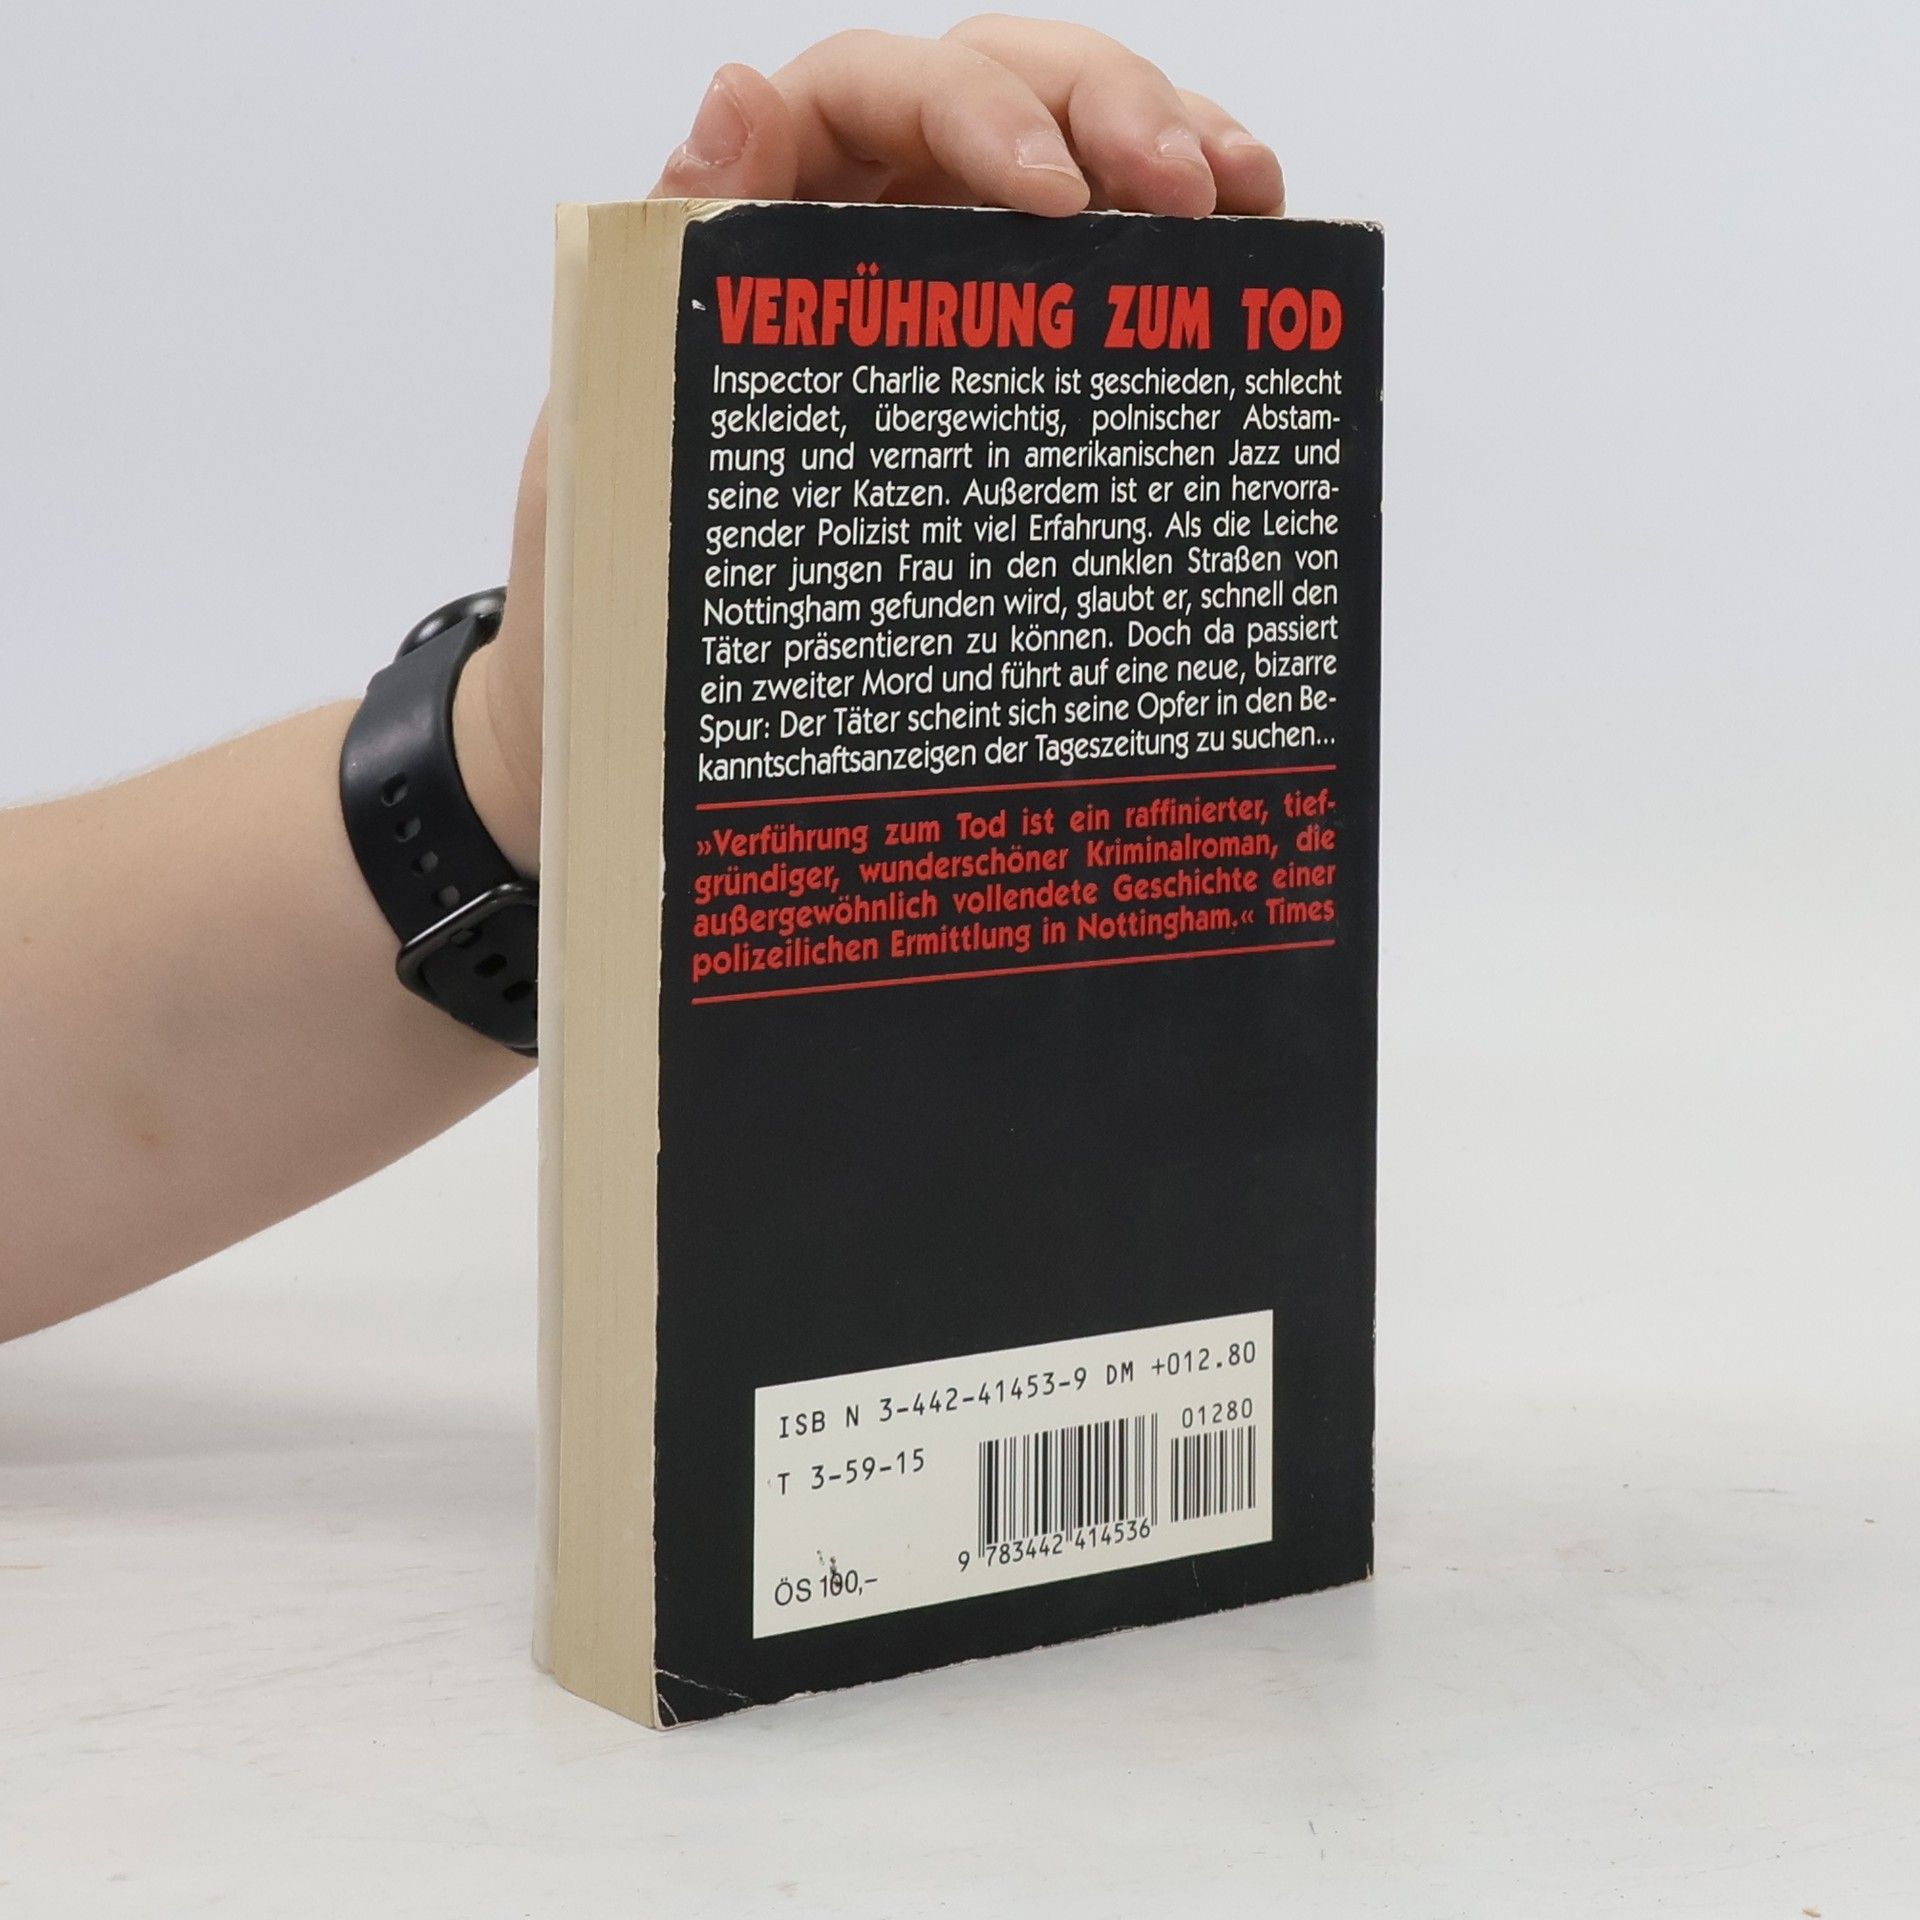 VERFÜHRUNG ZUM TOD
Inspector Charlie Resnick ist geschieden, schlecht
gekleidet, übergewichtig, polnischer Abstam-
mung und vernarrt in amerikanischen Jazz und
seine vier Katzen. Außerdem ist er ein hervorra-
gender Polizist mit viel Erfahrung. Als die Leiche
einer jungen Frau in den dunklen Straßen von
Nottingham gefunden wird, glaubt er, schnell den
Täter präsentieren zu können. Doch da passiert
ein zweiter Mord und führt auf eine neue, bizarre
Spur: Der Täter scheint sich seine Opfer in den Be-
kanntschaftsanzeigen der Tageszeitung zu suchen...
»Verführung zum Tod ist ein raffinierter, tief-
gründiger, wunderschöner Kriminalroman, die
außergewöhnlich vollendete Geschichte einer
polizeilichen Ermittlung in Nottingham.« Times
ISB N 3-442-41453-9 DM +012.80
01280
T 3-59-15
9 783442 414536
ÖS 100,-